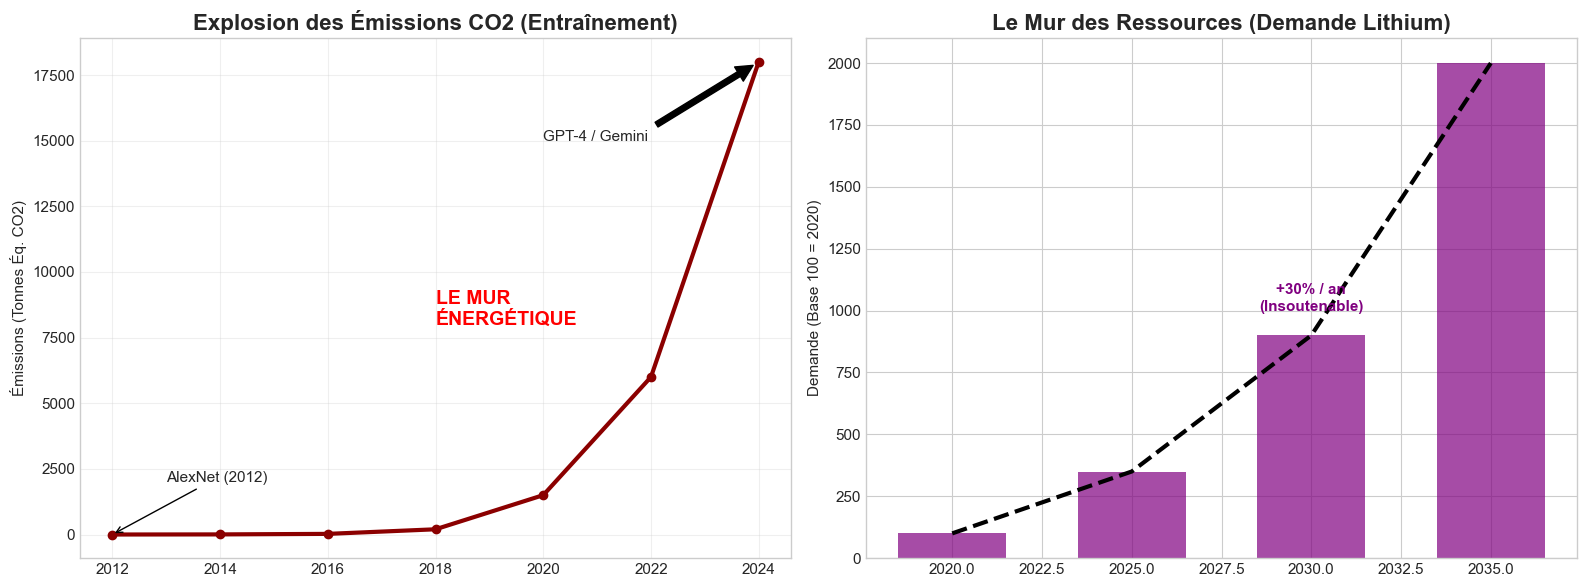 Explosion des Émissions CO2 (Entraînement)
Émissions (Tonnes Éq. CO2)
17500
15000
12500
10000
7500
5000
2500
0
GPT-4 / Gemini
LE MUR
ÉNERGÉTIQUE
AlexNet (2012)
2012 2014 2016 2018 2020 2022 2024
Le Mur des Ressources (Demande Lithium)
Demande (Base 100 = 2020)
2000
1750
1500
1250
1000
750
500
250
0
+30% / an
(Insoutenable)
2020.0 2022.5 2025.0 2027.5 2030.0 2032.5 2035.0